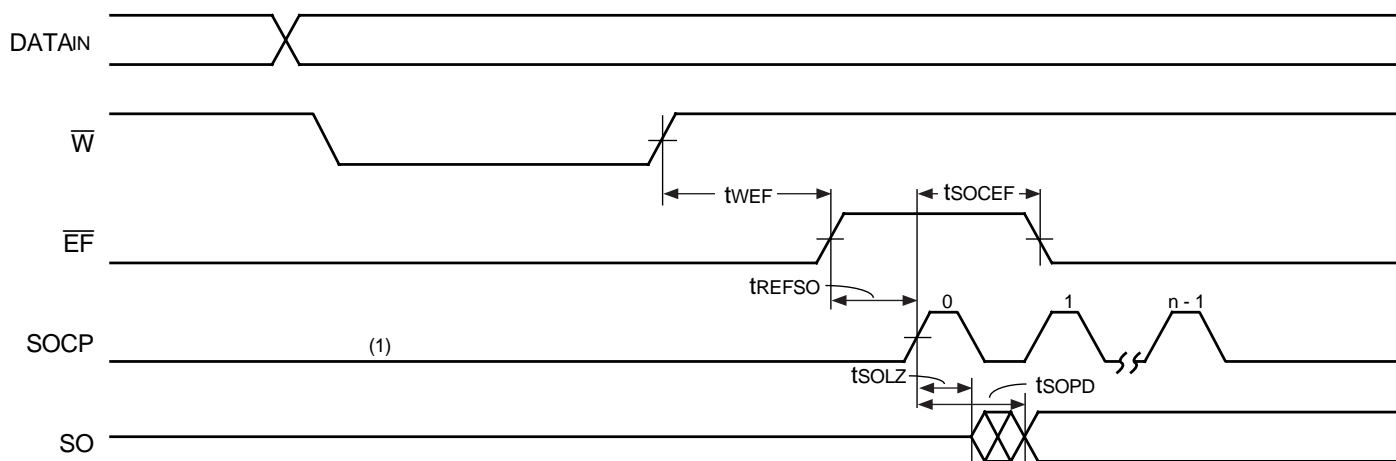 DATAIN
W
tWEF
tSOCEF
EF
tREFSO
0
1
n - 1
SOCP
(1)
tSOLZ
tSOPD
SO